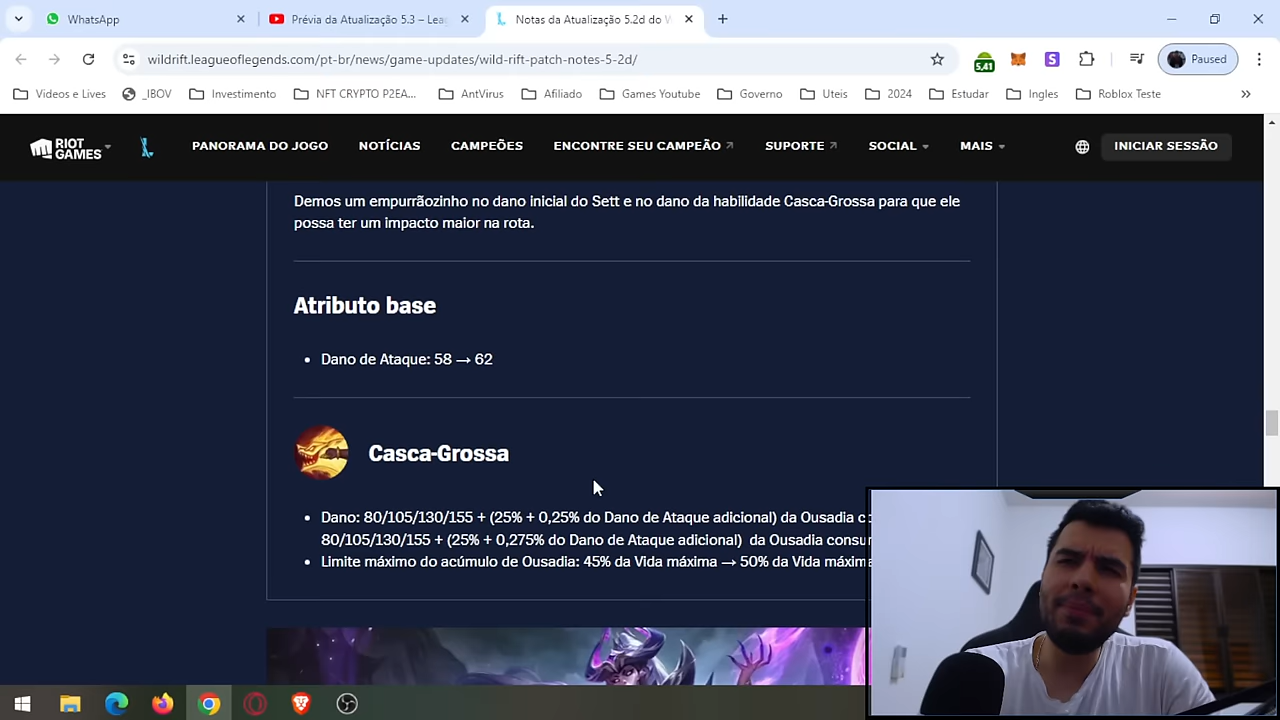 WhatsApp
Prévia da Atualização 5.3 – Lea
Notas da Atualização 5.2d do W
wildrift.leagueoflegends.com/pt-br/news/game-updates/wild-rift-patch-notes-5-2d/
5,41
S
Paused
Videos e Lives
_IBOV
Investimento
NFT CRYPTO P2EA...
AntVirus
Afiliado
Games Youtube
Governo
Uteis
2024
Estudar
Ingles
Roblox Teste
RIOT GAMES
PANORAMA DO JOGO
NOTÍCIAS
CAMPEÕES
ENCONTRE SEU CAMPEÃO
SUPORTE
SOCIAL
MAIS
INICIAR SESSÃO
Demos um empurrãozinho no dano inicial do Sett e no dano da habilidade Casca-Grossa para que ele
possa ter um impacto maior na rota.
Atributo base
Dano de Ataque: 58 → 62
Casca-Grossa
Dano: 80/105/130/155 + (25% + 0,25% do Dano de Ataque adicional) da Ousadia c
80/105/130/155 + (25% + 0,275% do Dano de Ataque adicional) da Ousadia consu
Limite máximo do acúmulo de Ousadia: 45% da Vida máxima → 50% da Vida máxim